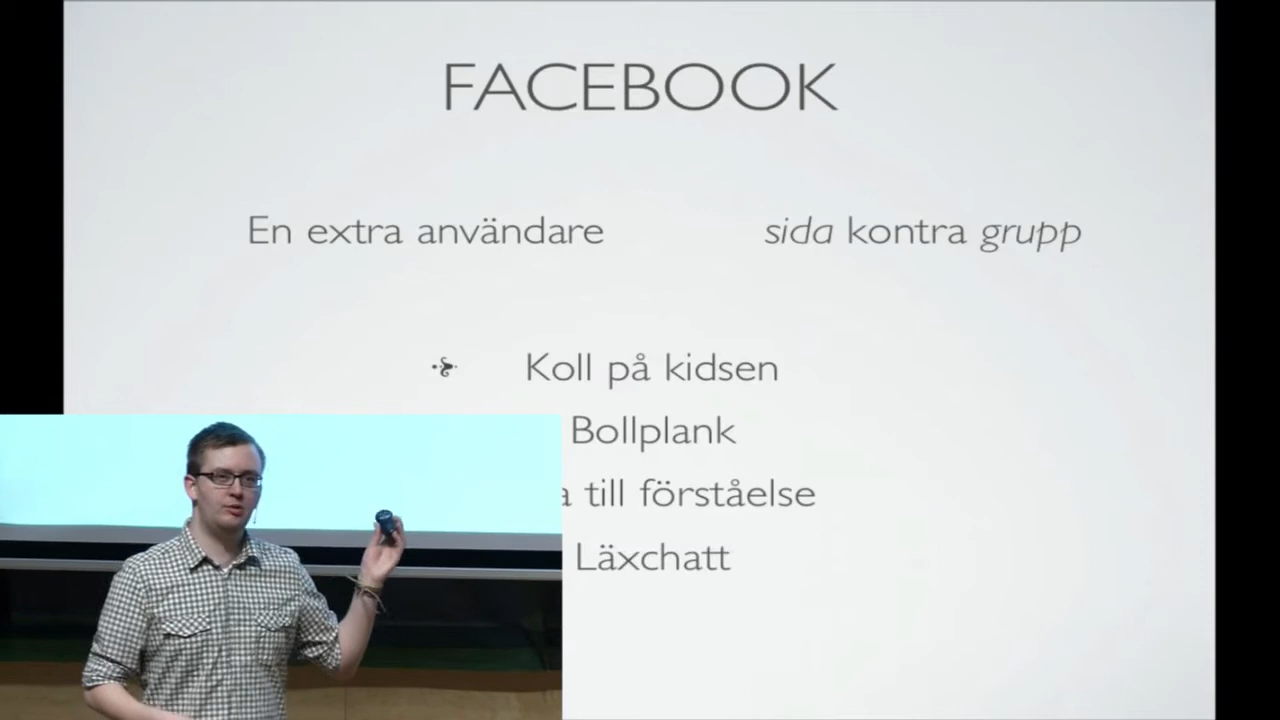 FACEBOOK
En extra användare
sida kontra grupp
Koll på kidsen
Bollplank
till förståelse
Läxchatt